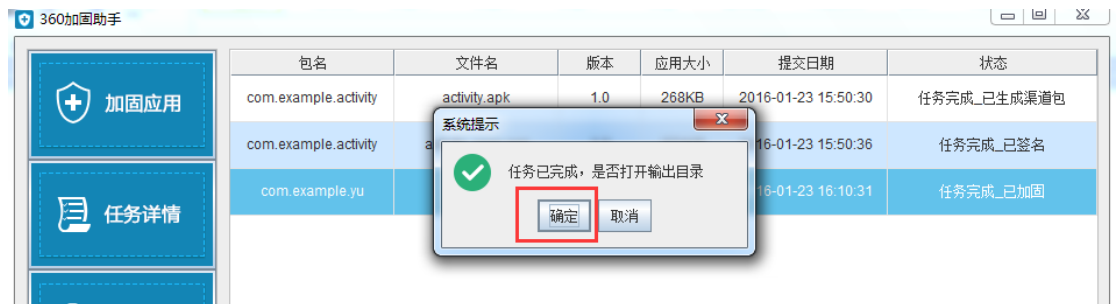 360加固助手
加固应用
任务详情
包名 文件名 版本 应用大小 提交日期 状态
com.example.activity activity.apk 1.0 268KB 2016-01-23 15:50:30 任务完成_已生成渠道包
com.example.activity a 16-01-23 15:50:36 任务完成_已签名
com.example.yu 16-01-23 16:10:31 任务完成_已加固
系统提示
任务已完成，是否打开输出目录
确定 取消